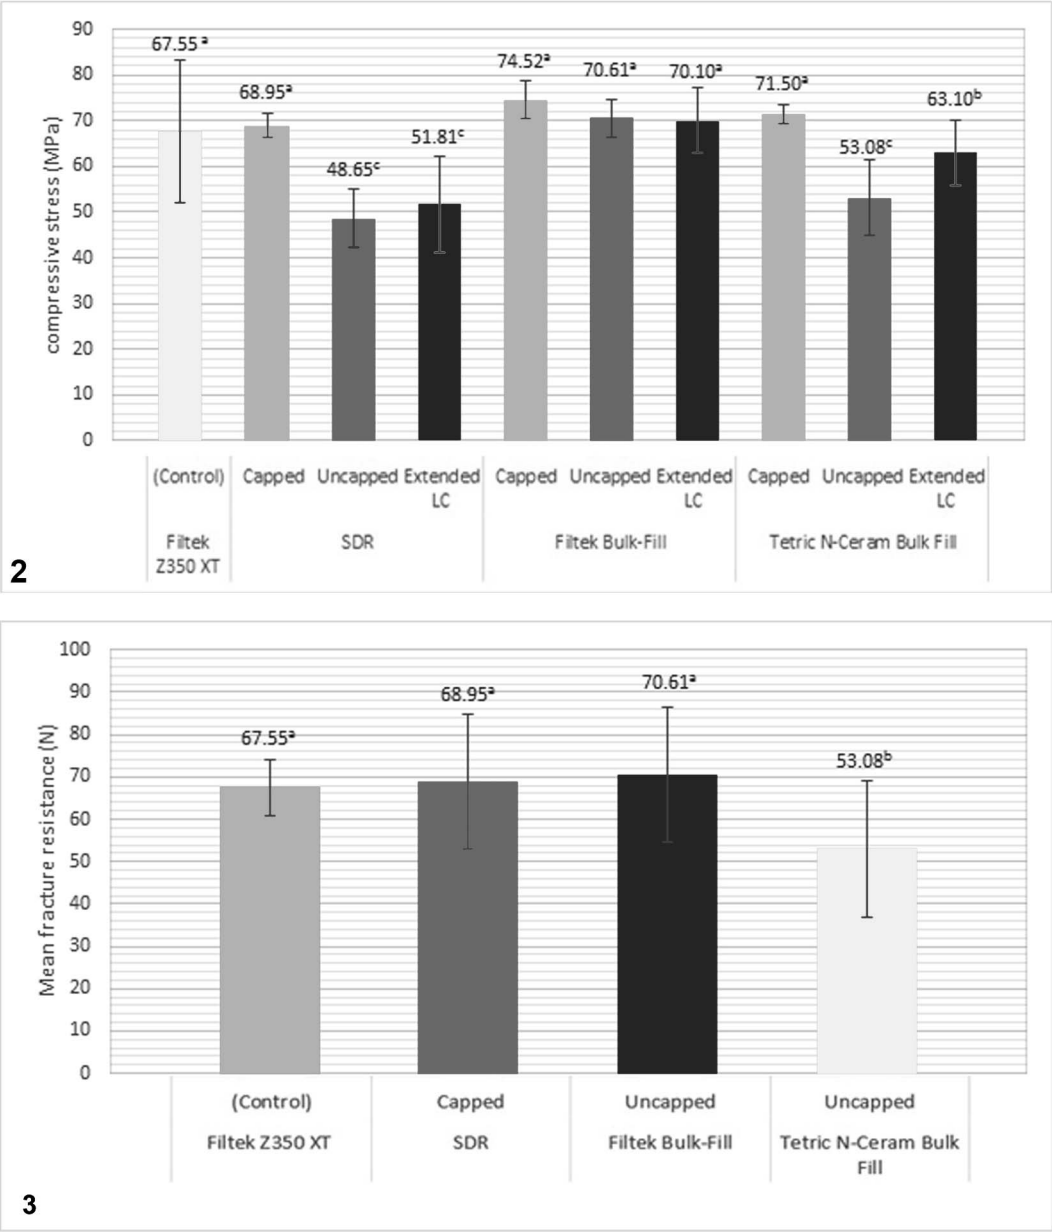 90
80
70
60
50
40
30
20
10
0
compressive stress (MPa)
67.55ᵃ
68.95ᵃ
48.65ᶜ
51.81ᶜ
74.52ᵃ
70.61ᵃ
70.10ᵃ
71.50ᵃ
53.08ᶜ
63.10ᵇ
(Control) Capped Uncapped Extended LC Capped Uncapped Extended LC Capped Uncapped Extended LC
Filtek Z350 XT
SDR
Filtek Bulk-Fill
Tetric N-Ceram Bulk Fill
2
100
90
80
70
60
50
40
30
20
10
0
Mean fracture resistance (N)
67.55ᵃ
68.95ᵃ
70.61ᵃ
53.08ᵇ
(Control) Capped Uncapped Uncapped
Filtek Z350 XT
SDR
Filtek Bulk-Fill
Tetric N-Ceram Bulk
Fill
3